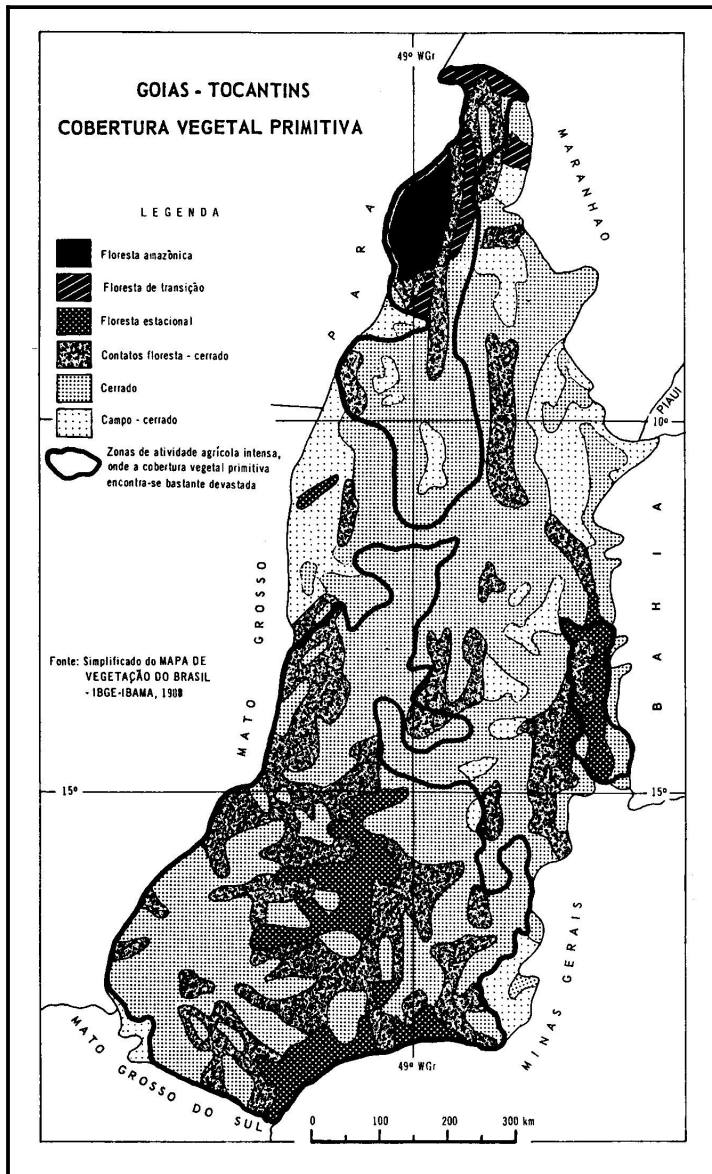 49º WGr
GOIAS - TOCANTINS
COBERTURA VEGETAL PRIMITIVA
LEGENDA
Floresta amazônica
Floresta de transição
Floresta estacional
Contatos floresta - cerrado
Cerrado
Campo - cerrado
Zonas de atividade agrícola intensa,
onde a cobertura vegetal primitiva
encontra-se bastante devastada
MARANHAO
PARA
PIAUI
10º
BAHIA
MATO GROSSO
Fonte: Simplificado do MAPA DE
VEGETAÇÃO DO BRASIL
- IBGE-IBAMA, 1988
15º
15º
MINAS GERAIS
MATO GROSSO DO SUL
49º WGr
0 100 200 300 km